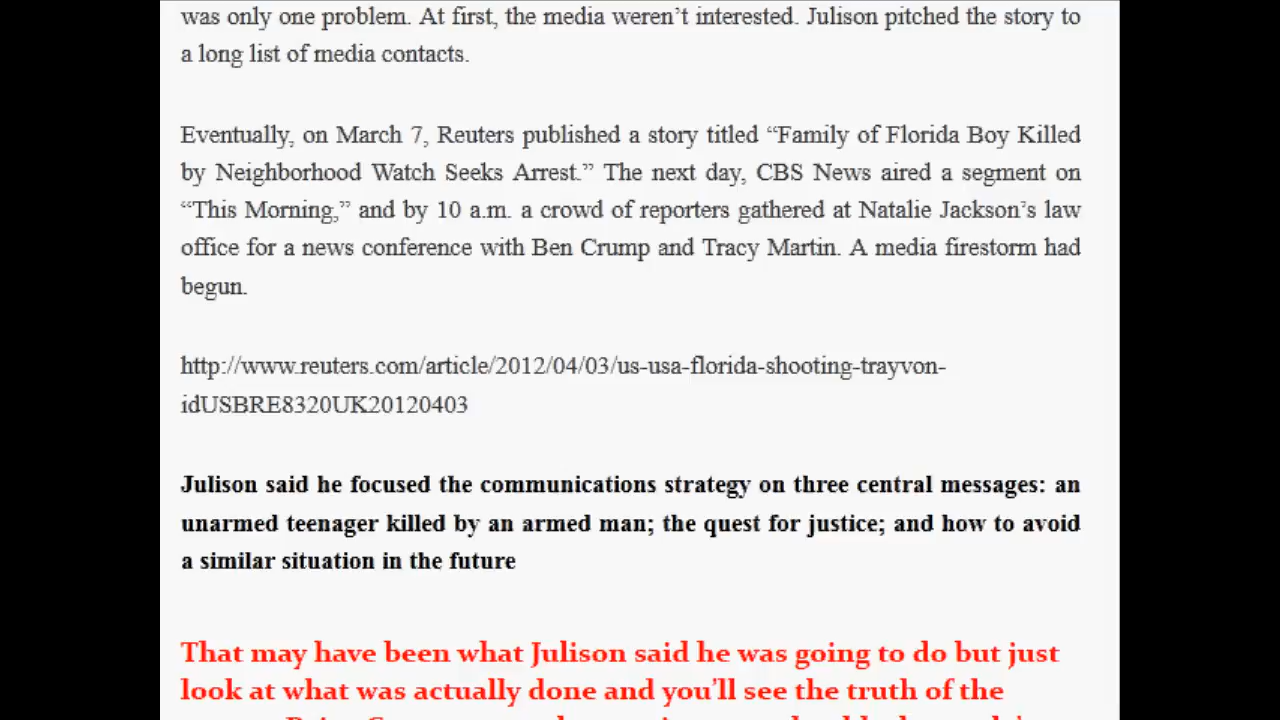 was only one problem. At first, the media weren’t interested. Julison pitched the story to
a long list of media contacts.
Eventually, on March 7, Reuters published a story titled “Family of Florida Boy Killed
by Neighborhood Watch Seeks Arrest.” The next day, CBS News aired a segment on
“This Morning,” and by 10 a.m. a crowd of reporters gathered at Natalie Jackson’s law
office for a news conference with Ben Crump and Tracy Martin. A media firestorm had
begun.
http://www.reuters.com/article/2012/04/03/us-usa-florida-shooting-trayvon-
idUSBRE8320UK20120403
Julison said he focused the communications strategy on three central messages: an
unarmed teenager killed by an armed man; the quest for justice; and how to avoid
a similar situation in the future
That may have been what Julison said he was going to do but just
look at what was actually done and you’ll see the truth of the